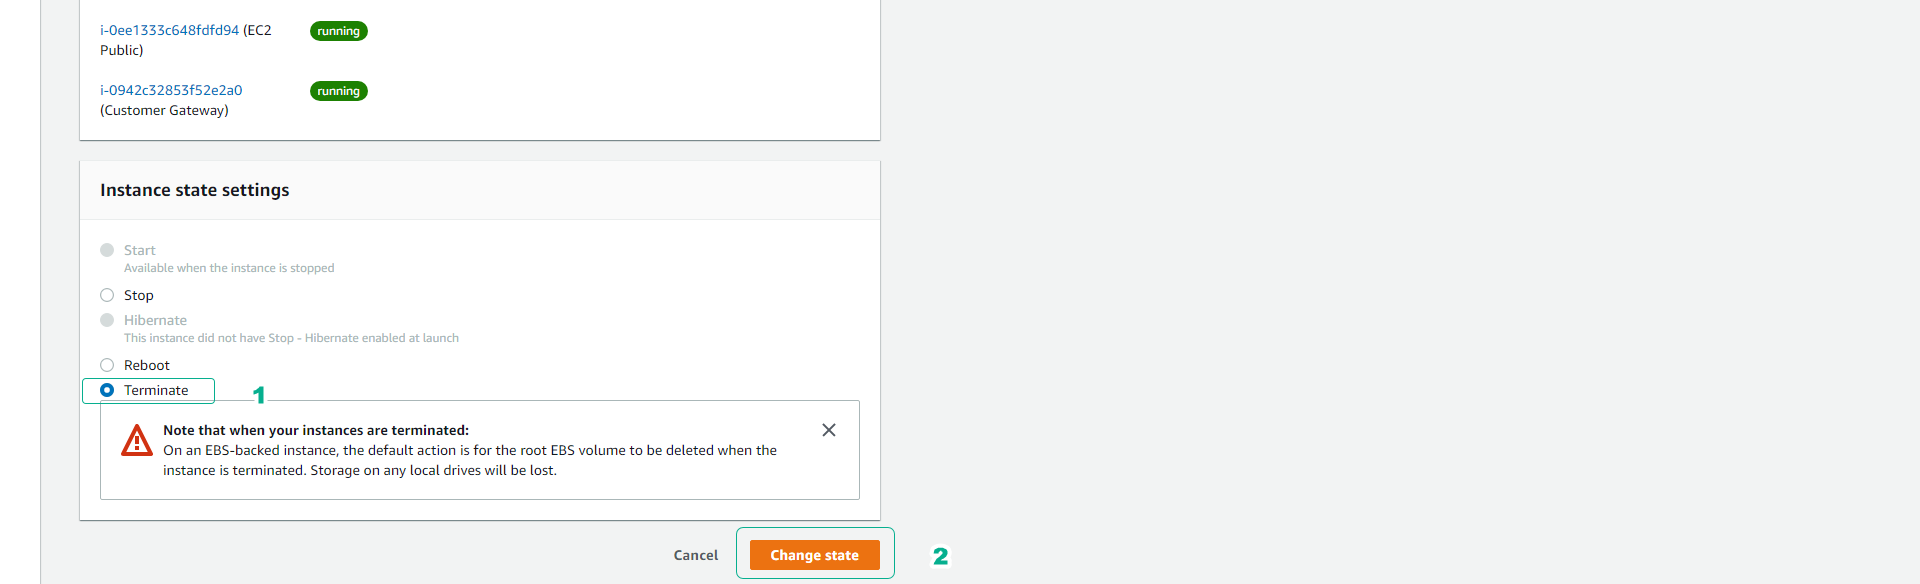 i-0ee1333c648fdfd94 (EC2 running
Public)
i-0942c32853f52e2a0 running
(Customer Gateway)
Instance state settings
Start
Available when the instance is stopped
Stop
Hibernate
This instance did not have Stop - Hibernate enabled at launch
Reboot
Terminate 1
Note that when your instances are terminated:
On an EBS-backed instance, the default action is for the root EBS volume to be deleted when the
instance is terminated. Storage on any local drives will be lost.
Cancel Change state 2